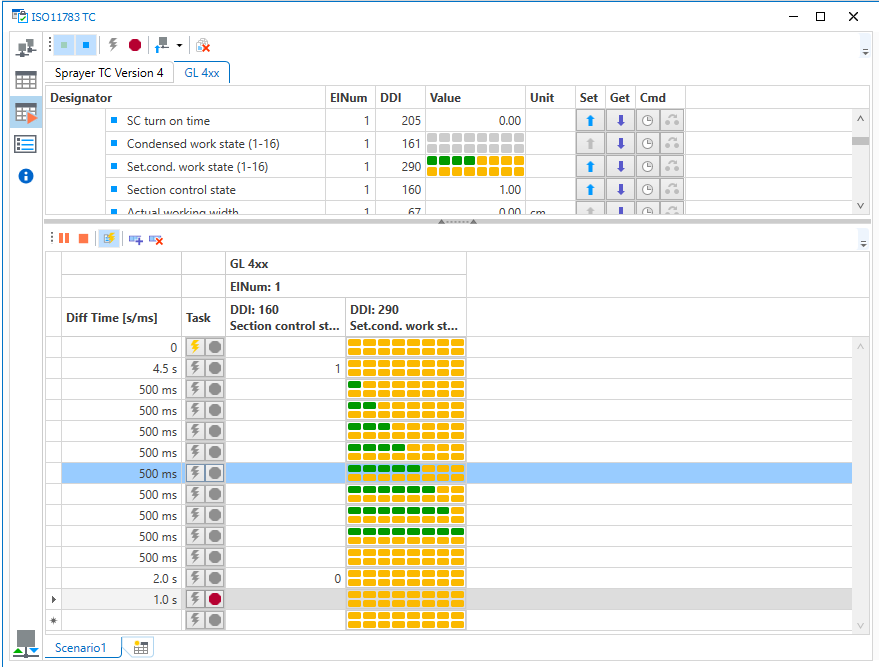 ISO11783 TC
Sprayer TC Version 4 GL 4xx
Designator ElNum DDI Value Unit Set Get Cmd
SC turn on time 1 205 0.00
Condensed work state (1-16) 1 161
Set.cond. work state (1-16) 1 290
Section control state 1 160 1.00
Actual working width 1 67 0.00 cm
GL 4xx
ElNum: 1
Diff Time [s/ms] Task DDI: 160 DDI: 290
Section control st... Set.cond. work st...
0
4.5 s 1
500 ms
500 ms
500 ms
500 ms
500 ms
500 ms
500 ms
500 ms
500 ms
2.0 s 0
1.0 s
Scenario1